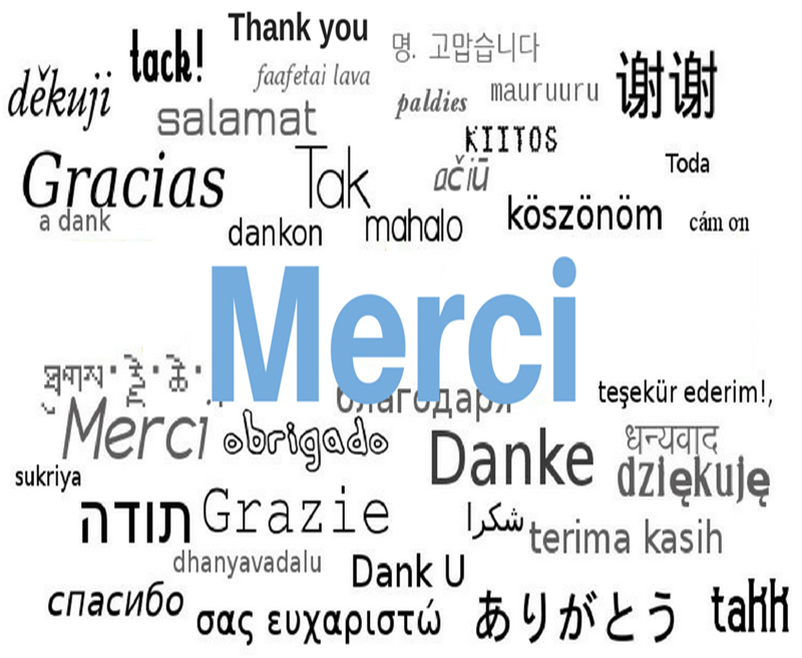 Thank you
tack!
명. 고맙습니다
děkuji
faafetai lava
paldies
mauruuru
谢谢
salamat
KIITOS
Toda
Gracias
Tak
ačiū
a dank
dankon
mahalo
köszönöm
cám ơn
Merci
благодаря
teşekür ederim!,
Merci
obrigado
Danke
धन्यवाद
sukriya
dziękuję
תודה
Grazie
شكرا
terima kasih
dhanyavadalu
Dank U
спасибо
σας ευχαριστώ
ありがとう
takk